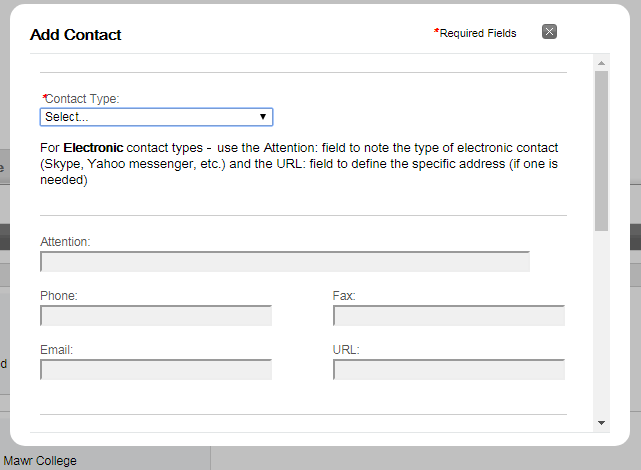 Add Contact
*Required Fields
*Contact Type:
Select...
For Electronic contact types - use the Attention: field to note the type of electronic contact
(Skype, Yahoo messenger, etc.) and the URL: field to define the specific address (if one is
needed)
Attention:
Phone:
Fax:
Email:
URL:
Mawr College